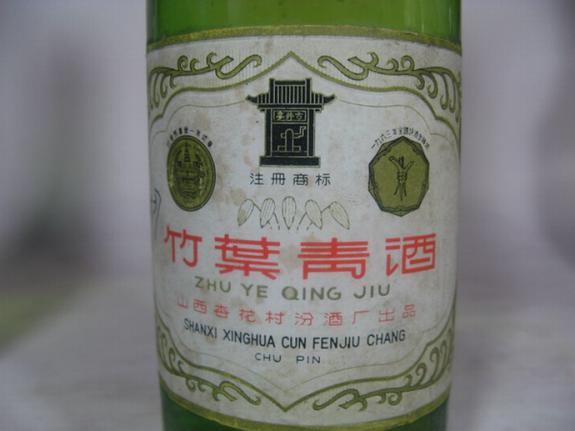 注册商标
竹葉青酒
ZHU YE QING JIU
山西杏花村汾酒厂出品
SHANXI XINGHUA CUN FENJIU CHANG
CHU PIN